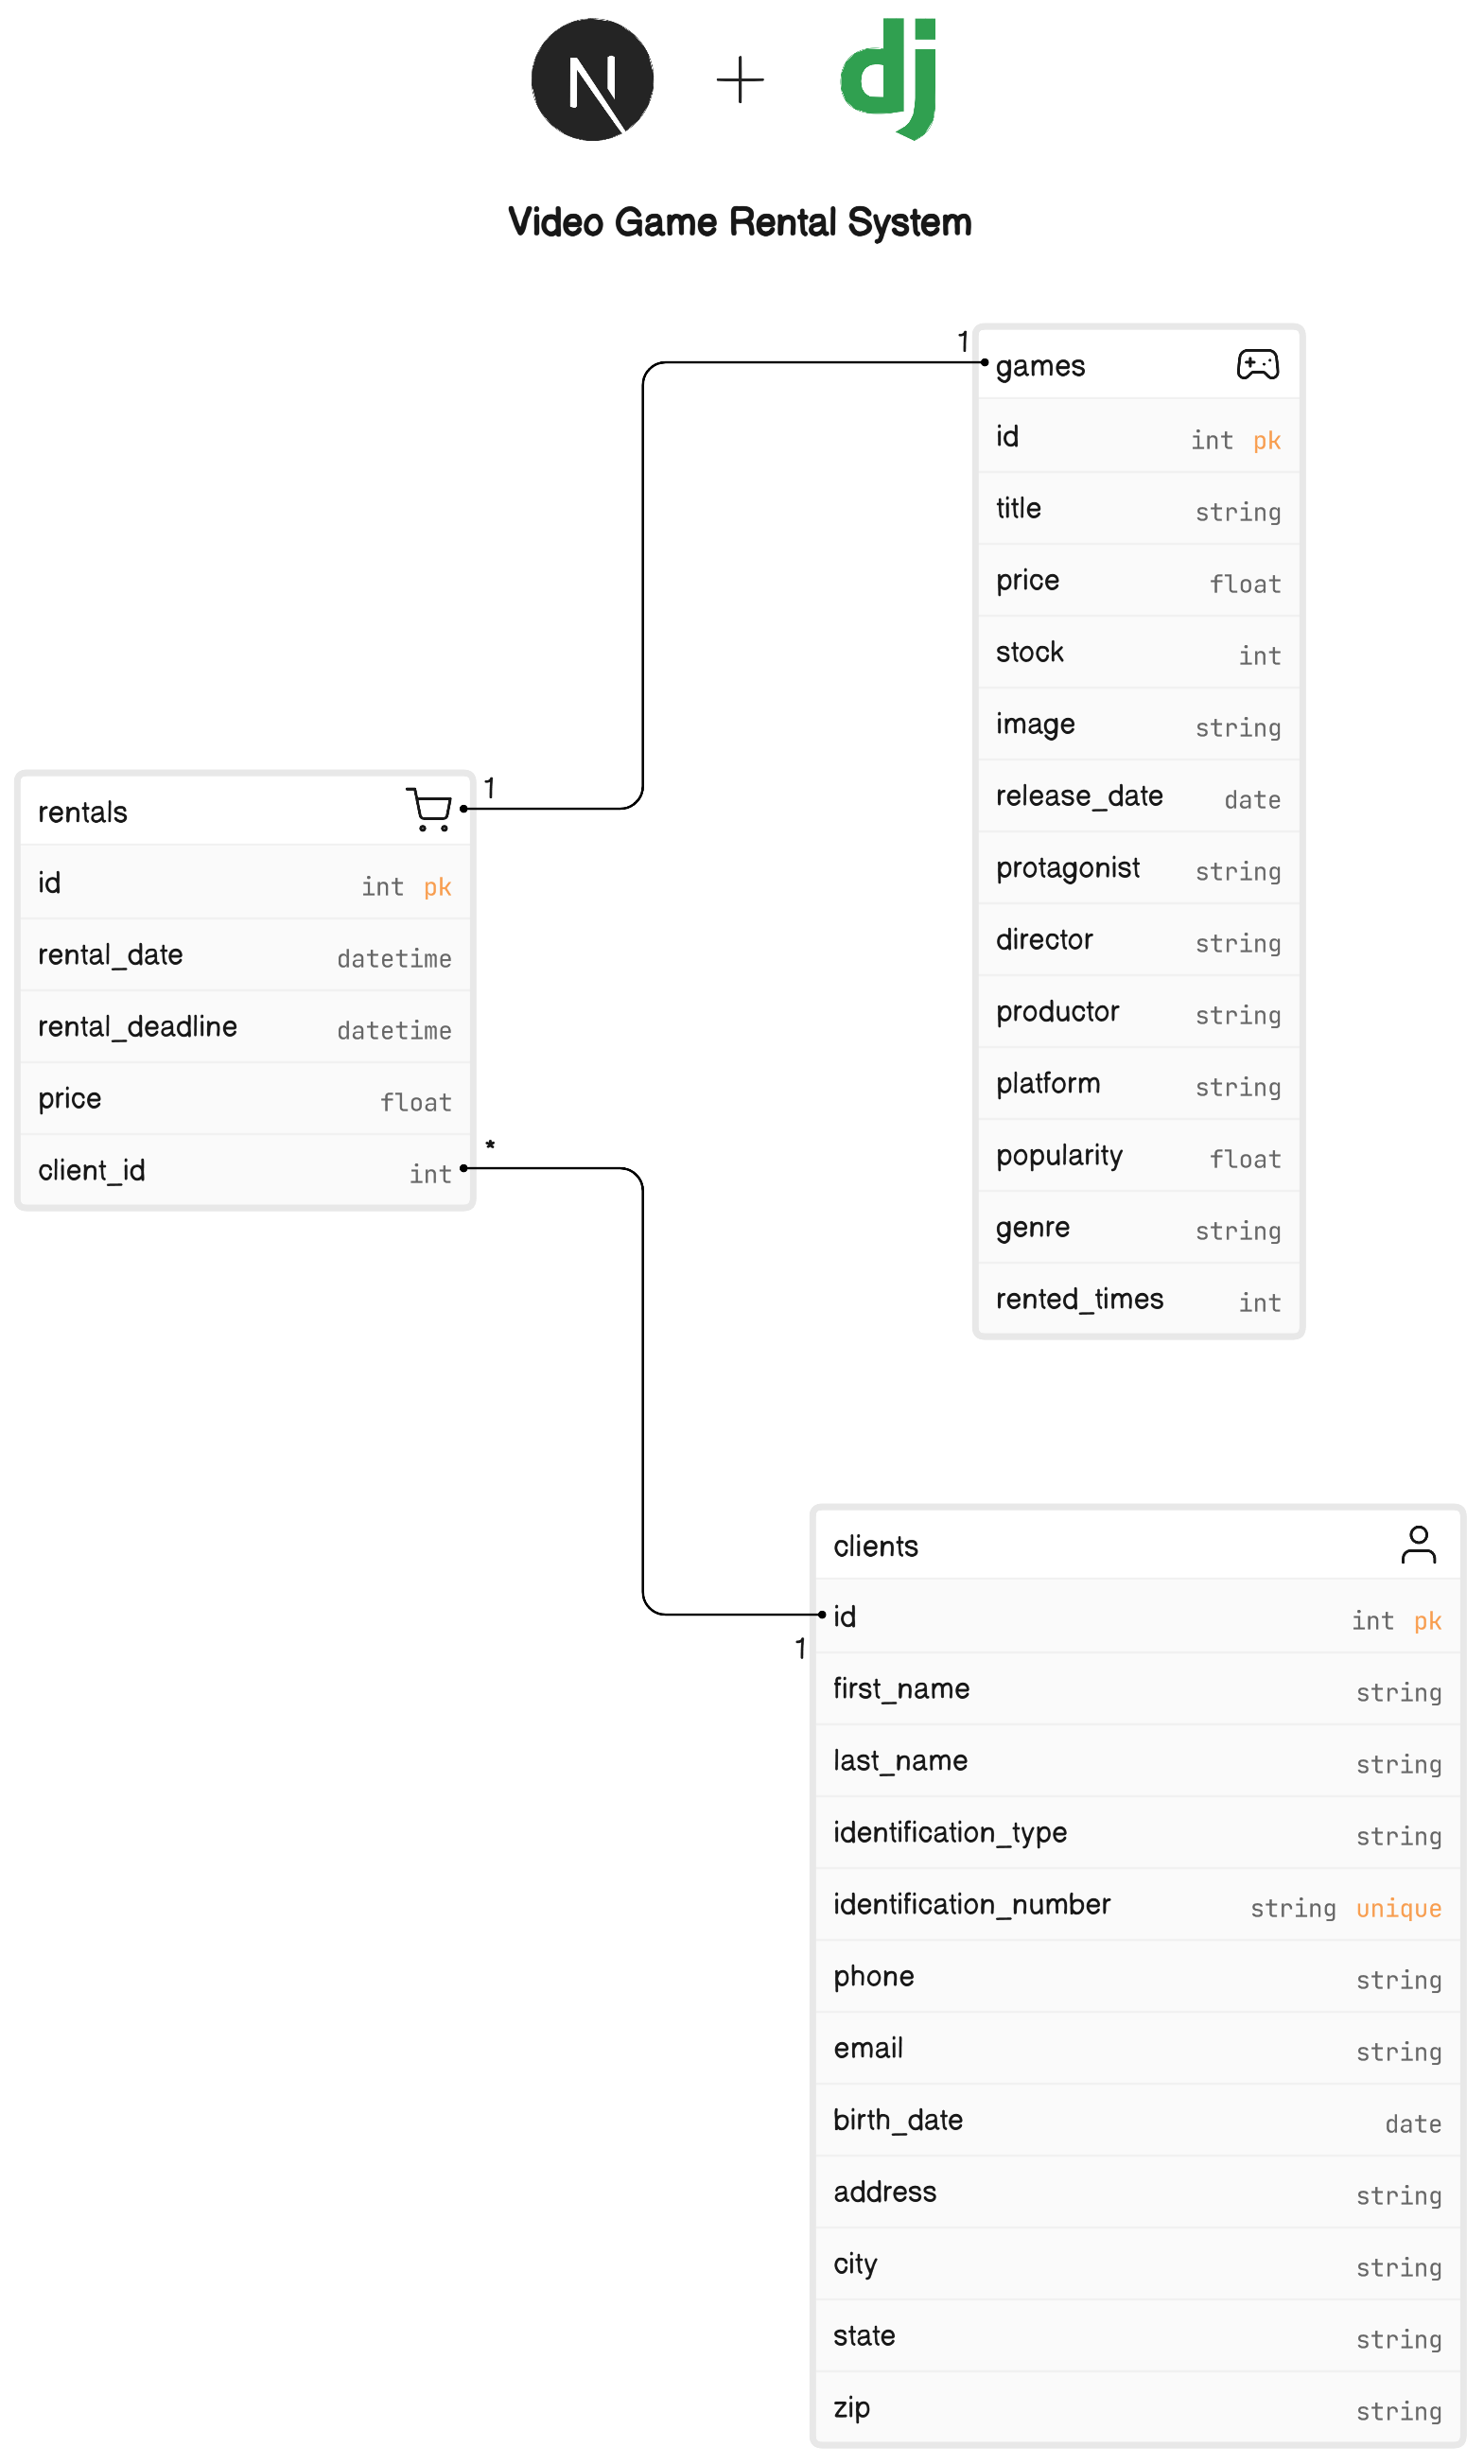 N + dj
Video Game Rental System
1
games
id int pk
title string
price float
stock int
image string
release_date date
protagonist string
director string
productor string
platform string
popularity float
genre string
rented_times int
1
rentals
id int pk
rental_date datetime
rental_deadline datetime
price float
*
client_id int
clients
1
id int pk
first_name string
last_name string
identification_type string
identification_number string unique
phone string
email string
birth_date date
address string
city string
state string
zip string